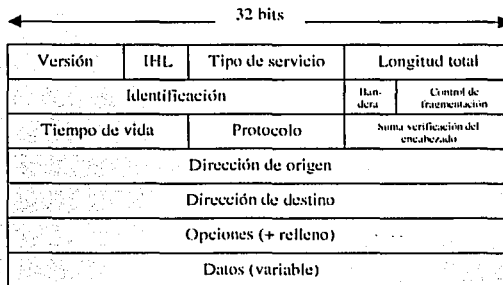 32 bits
Versión IHL Tipo de servicio Longitud total
Identificación Ban-
dera Control de
fragmentación
Tiempo de vida Protocolo Suma verificación del
encabezado
Dirección de origen
Dirección de destino
Opciones (+ relleno)
Datos (variable)